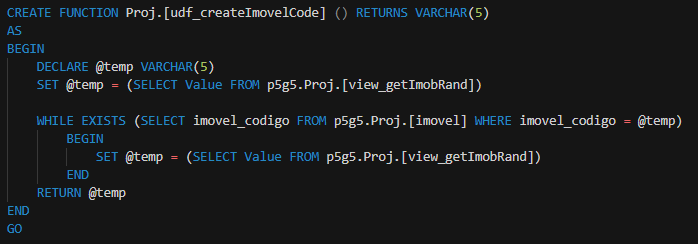 CREATE FUNCTION Proj.[udf_createImovelCode] () RETURNS VARCHAR(5)
AS
BEGIN
    DECLARE @temp VARCHAR(5)
    SET @temp = (SELECT Value FROM p5g5.Proj.[view_getImobRand])

    WHILE EXISTS (SELECT imovel_codigo FROM p5g5.Proj.[imovel] WHERE imovel_codigo = @temp)
        BEGIN
            SET @temp = (SELECT Value FROM p5g5.Proj.[view_getImobRand])
        END
    RETURN @temp
END
GO